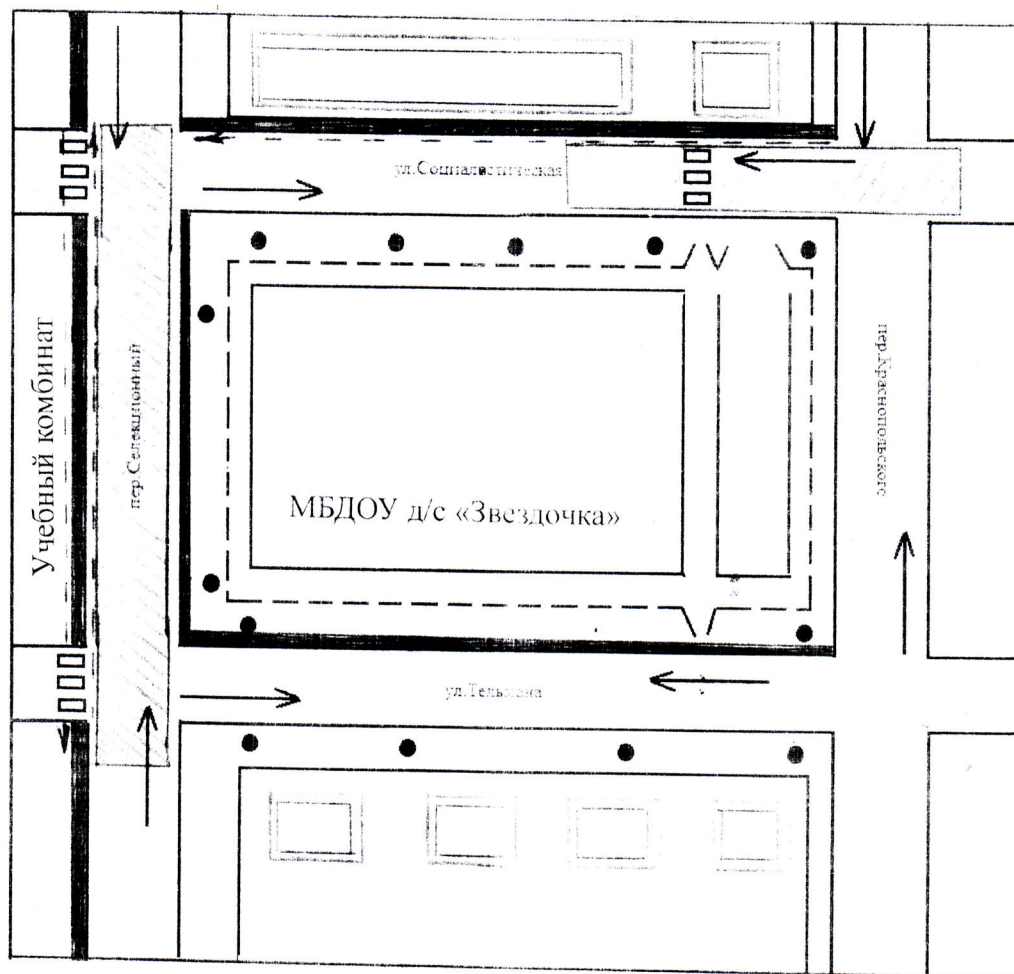 ул.Социалистическая
Учебный комбинат
пер.Селекционный
пер.Краснопольского
МБДОУ д/с «Звездочка»
ул.Тельмана